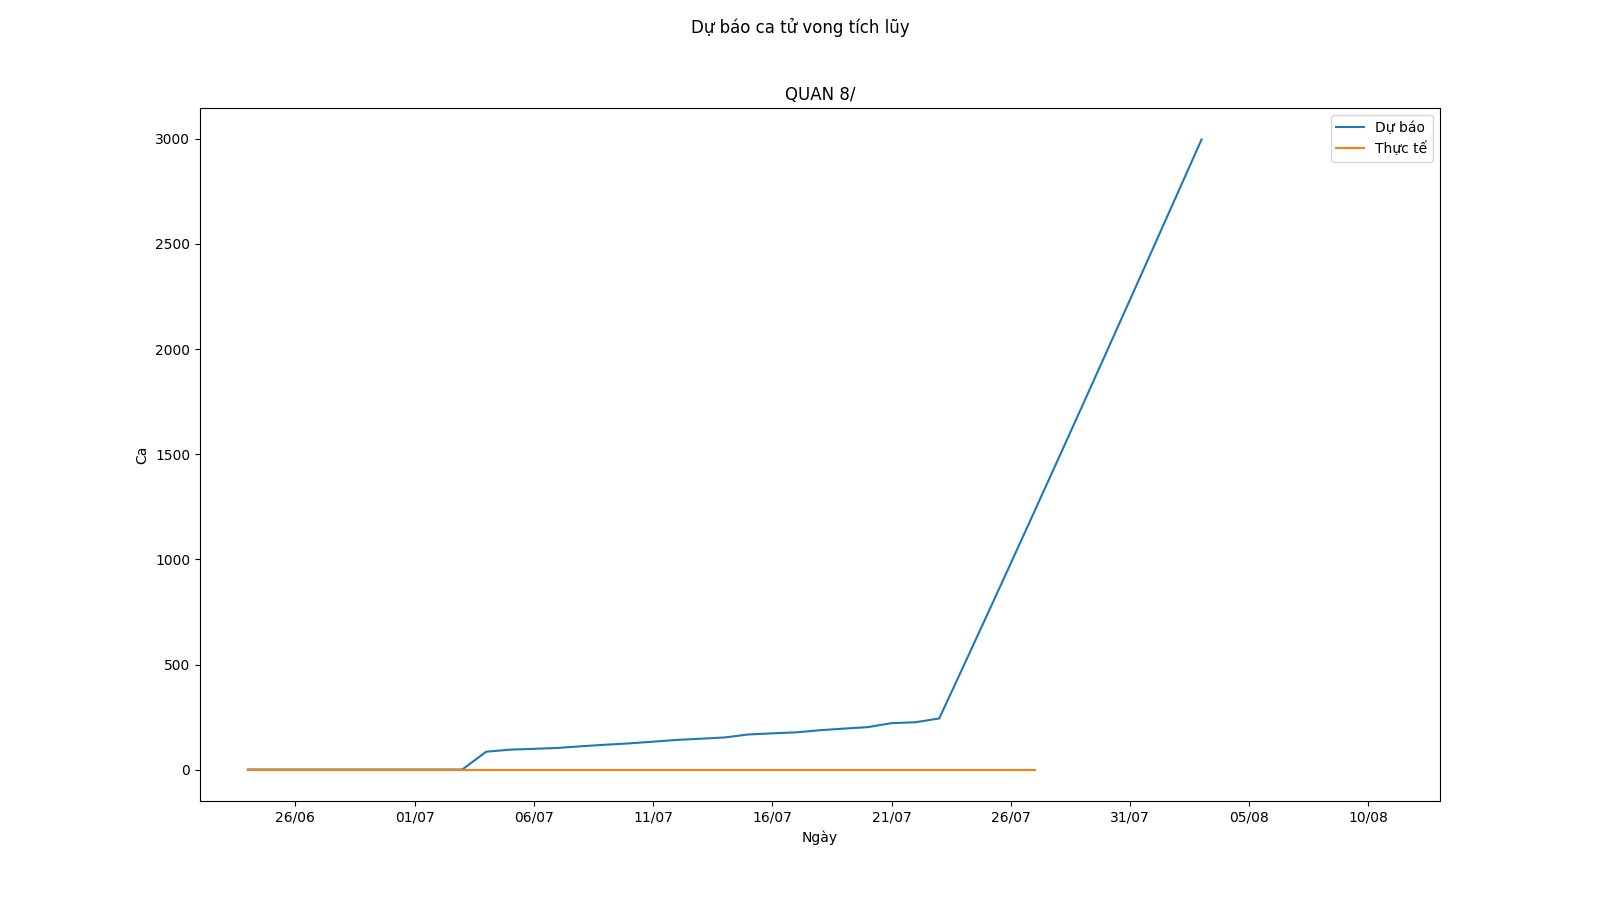 Dự báo ca tử vong tích lũy
QUAN 8/
Dự báo
Thực tế
3000
2500
2000
1500
1000
500
0
Ca
26/06 01/07 06/07 11/07 16/07 21/07 26/07 31/07 05/08 10/08
Ngày